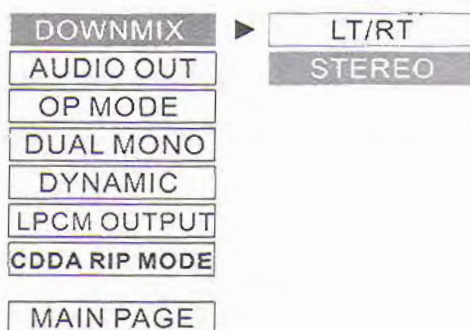 DOWNMIX
LT/RT
STEREO
AUDIO OUT
OP MODE
DUAL MONO
DYNAMIC
LPCM OUTPUT
CDDA RIP MODE
MAIN PAGE